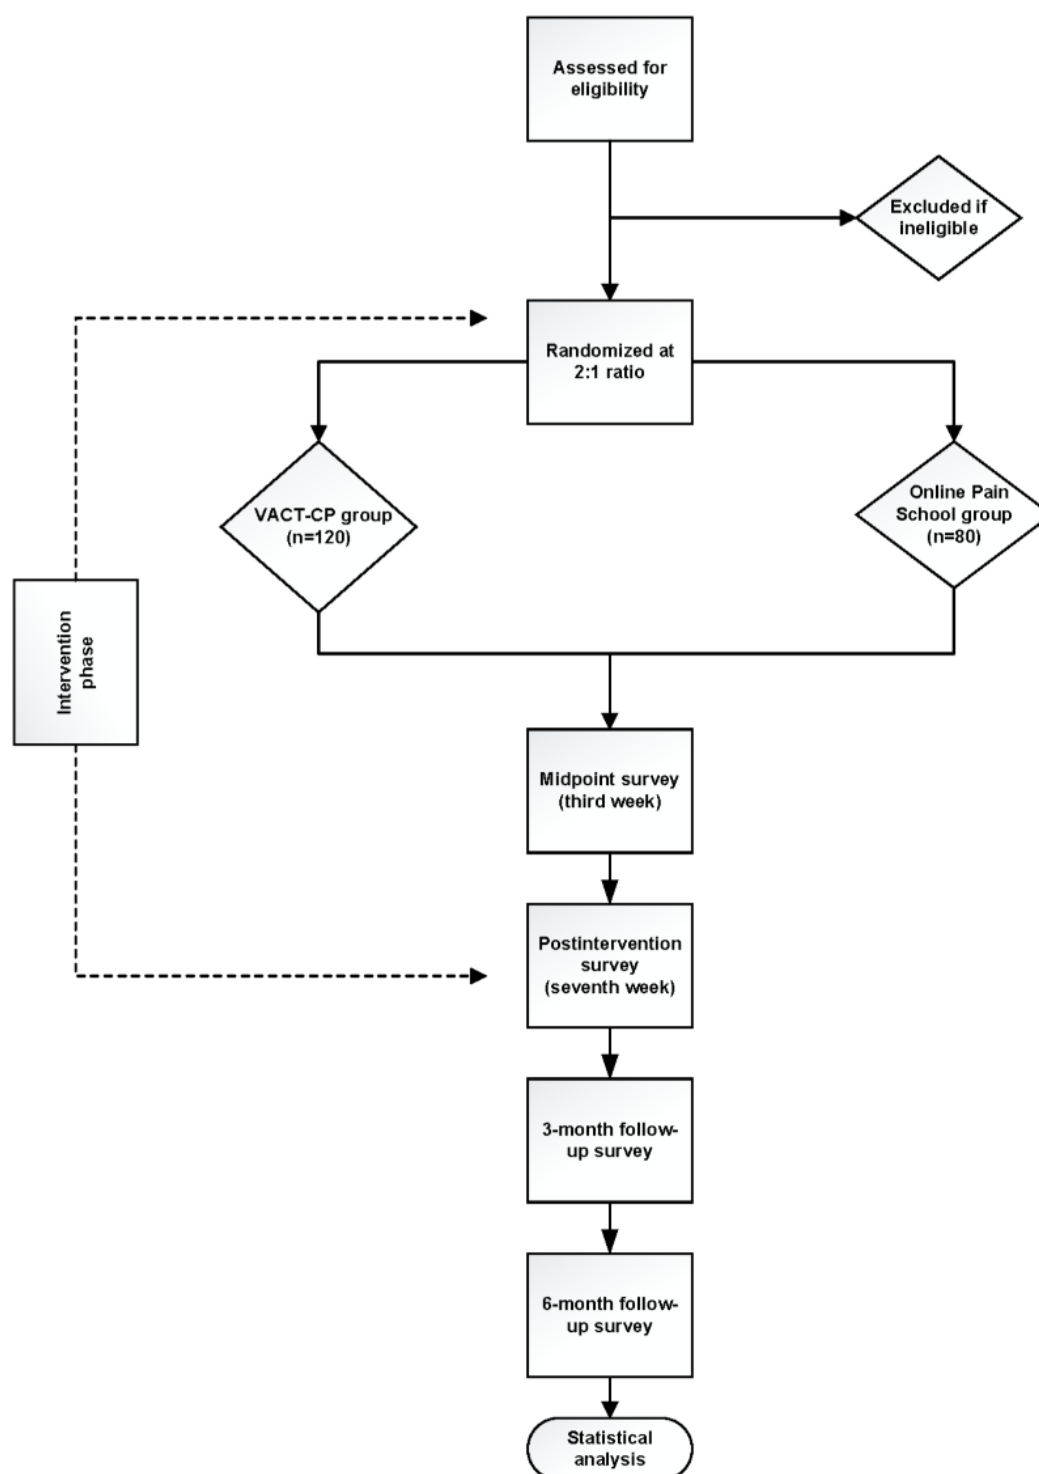 Assessed for
eligibility
Excluded if
ineligible
Randomized at
2:1 ratio
VACT-CP group
(n=120)
Online Pain
School group
(n=80)
Intervention
phase
Midpoint survey
(third week)
Postintervention
survey
(seventh week)
3-month follow-
up survey
6-month follow-
up survey
Statistical
analysis